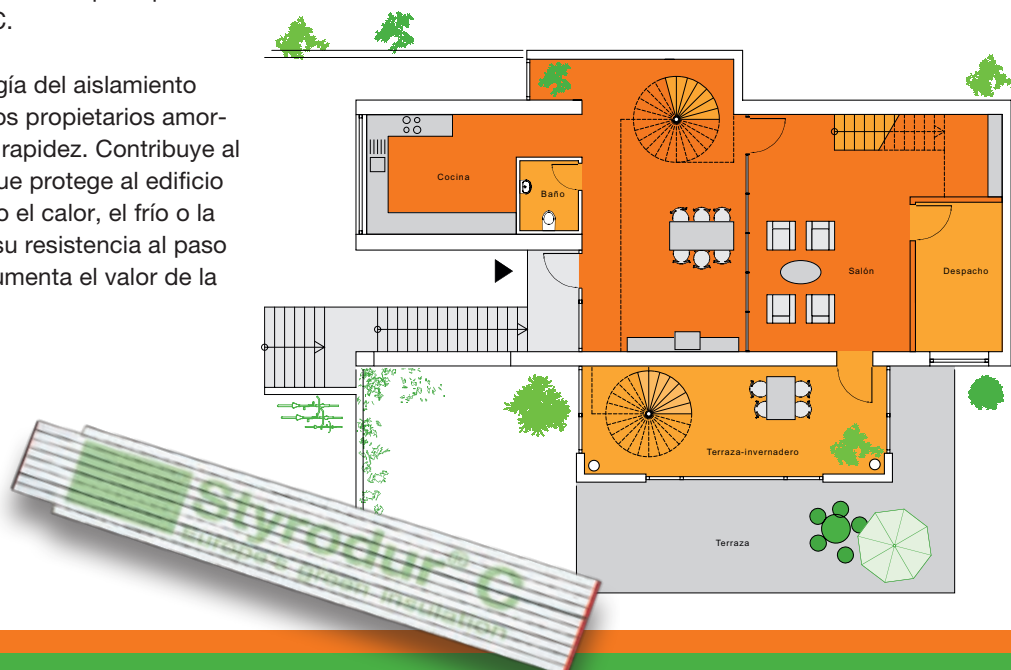 C.
gía del aislamiento
os propietarios amor-
rapidez. Contribuye al
ue protege al edificio
o el calor, el frío o la
su resistencia al paso
umenta el valor de la
Cocina
Baño
Salón
Despacho
Terraza-invernadero
Terraza
Styrodur® C
Europe's green insulation